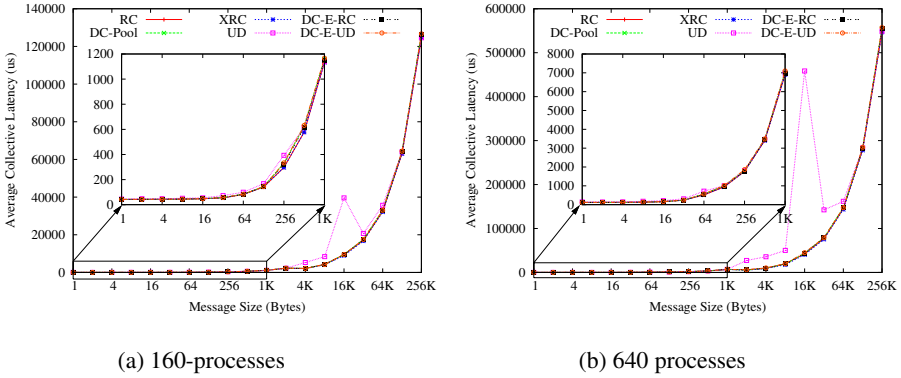 RC XRC DC-E-RC
DC-Pool UD DC-E-UD
Average Collective Latency (us)
140000
120000
100000
80000
60000
40000
20000
0
1200
1000
800
600
400
200
0
1 4 16 64 256 1K
1 4 16 64 256 1K 4K 16K 64K 256K
Message Size (Bytes)
(a) 160-processes
RC XRC DC-E-RC
DC-Pool UD DC-E-UD
Average Collective Latency (us)
600000
500000
400000
300000
200000
100000
0
8000
7000
6000
5000
4000
3000
2000
1000
0
1 4 16 64 256 1K
1 4 16 64 256 1K 4K 16K 64K 256K
Message Size (Bytes)
(b) 640 processes